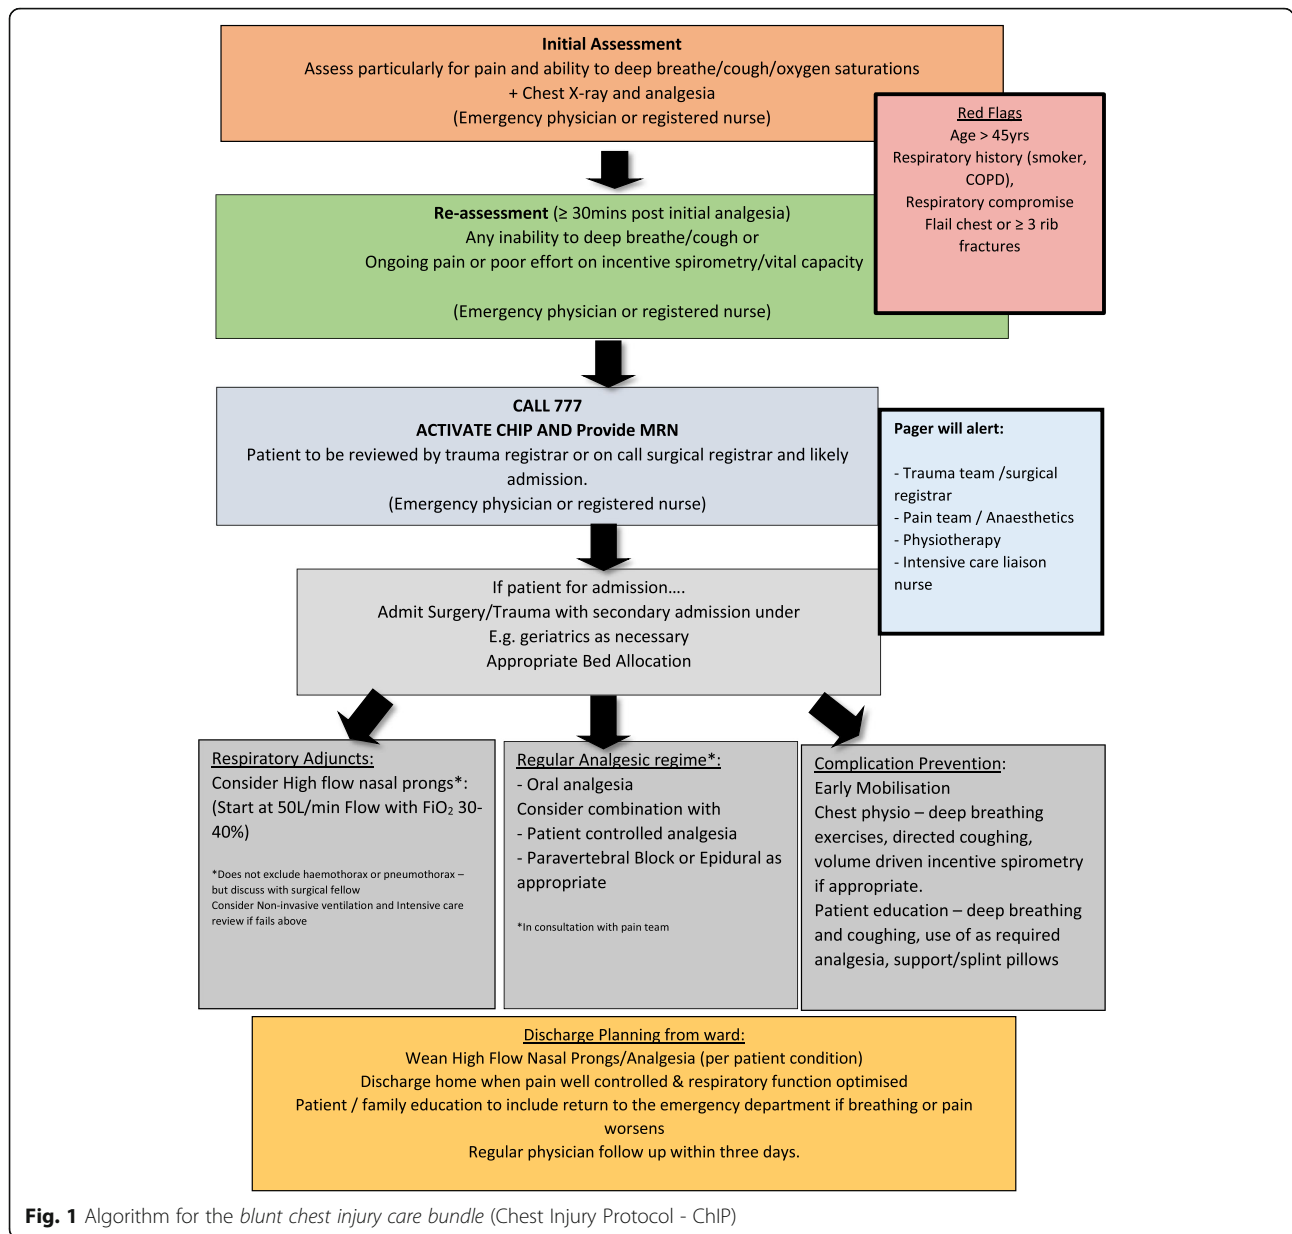 Initial Assessment
Assess particularly for pain and ability to deep breathe/cough/oxygen saturations
+ Chest X-ray and analgesia
(Emergency physician or registered nurse)
Red Flags
Age > 45yrs
Respiratory history (smoker,
COPD),
Respiratory compromise
Flail chest or ≥ 3 rib
fractures
Re-assessment (≥ 30mins post initial analgesia)
Any inability to deep breathe/cough or
Ongoing pain or poor effort on incentive spirometry/vital capacity
(Emergency physician or registered nurse)
CALL 777
ACTIVATE CHIP AND Provide MRN
Patient to be reviewed by trauma registrar or on call surgical registrar and likely
admission.
(Emergency physician or registered nurse)
Pager will alert:
- Trauma team /surgical
registrar
- Pain team / Anaesthetics
- Physiotherapy
- Intensive care liaison
nurse
If patient for admission....
Admit Surgery/Trauma with secondary admission under
E.g. geriatrics as necessary
Appropriate Bed Allocation
Respiratory Adjuncts:
Consider High flow nasal prongs*:
(Start at 50L/min Flow with FiO₂ 30-
40%)
*Does not exclude haemothorax or pneumothorax –
but discuss with surgical fellow
Consider Non-invasive ventilation and Intensive care
review if fails above
Regular Analgesic regime*:
- Oral analgesia
Consider combination with
- Patient controlled analgesia
- Paravertebral Block or Epidural as
appropriate
*In consultation with pain team
Complication Prevention:
Early Mobilisation
Chest physio – deep breathing
exercises, directed coughing,
volume driven incentive spirometry
if appropriate.
Patient education – deep breathing
and coughing, use of as required
analgesia, support/splint pillows
Discharge Planning from ward:
Wean High Flow Nasal Prongs/Analgesia (per patient condition)
Discharge home when pain well controlled & respiratory function optimised
Patient / family education to include return to the emergency department if breathing or pain
worsens
Regular physician follow up within three days.
Fig. 1 Algorithm for the blunt chest injury care bundle (Chest Injury Protocol - ChIP)